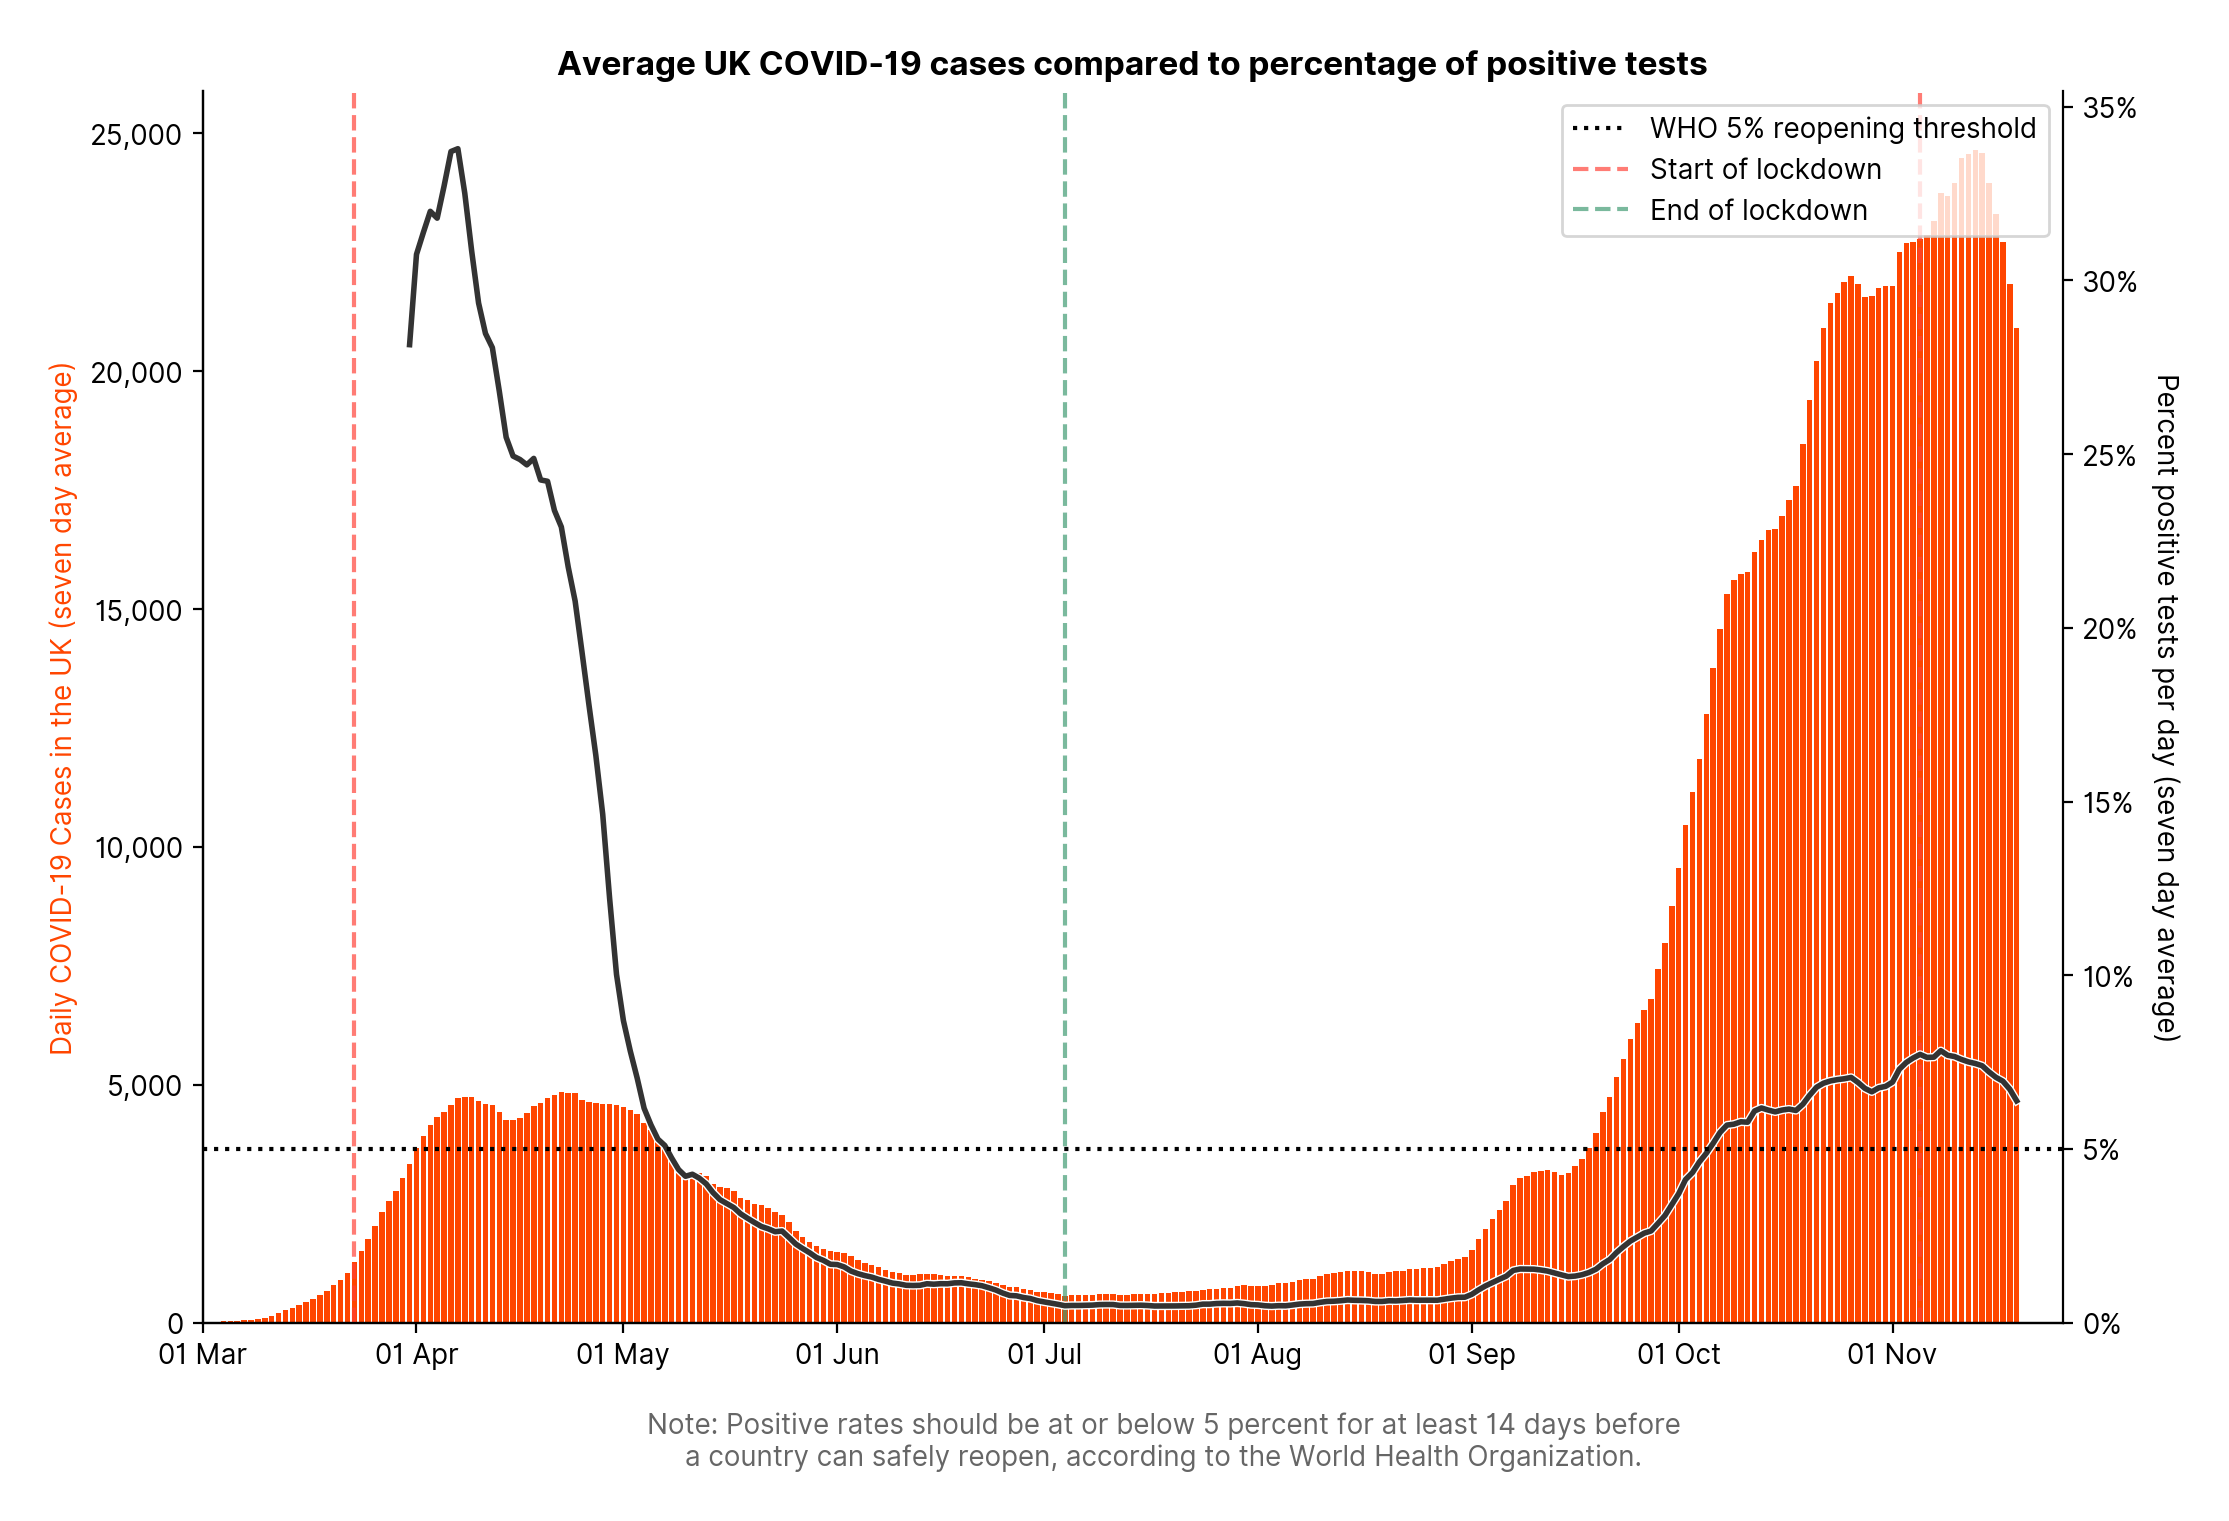 Average UK COVID-19 cases compared to percentage of positive tests
25,000
20,000
15,000
10,000
5,000
0
Daily COVID-19 Cases in the UK (seven day average)
WHO 5% reopening threshold
Start of lockdown
End of lockdown
35%
30%
25%
20%
15%
10%
5%
0%
Percent positive tests per day (seven day average)
01 Mar
01 Apr
01 May
01 Jun
01 Jul
01 Aug
01 Sep
01 Oct
01 Nov
Note: Positive rates should be at or below 5 percent for at least 14 days before
a country can safely reopen, according to the World Health Organization.